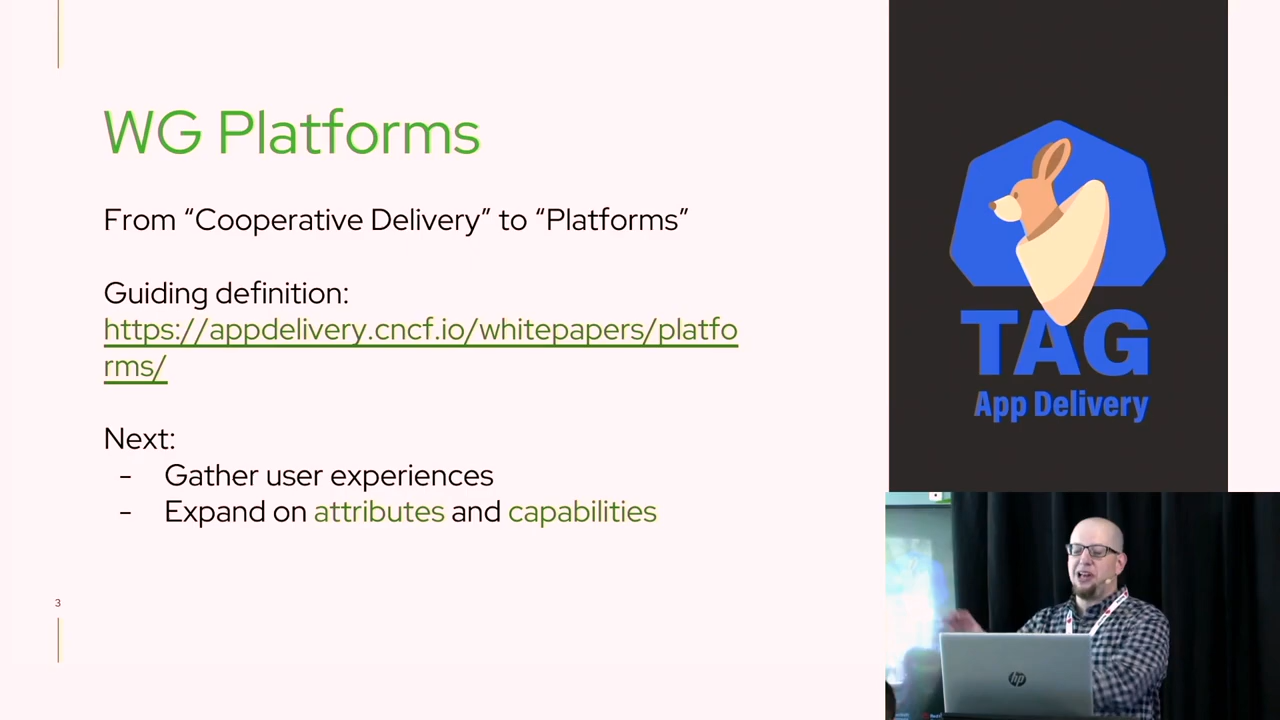 WG Platforms
From “Cooperative Delivery” to “Platforms”
Guiding definition:
https://appdelivery.cncf.io/whitepapers/platfo
rms/
Next:
- Gather user experiences
- Expand on attributes and capabilities
3
TAG
App Delivery
hp